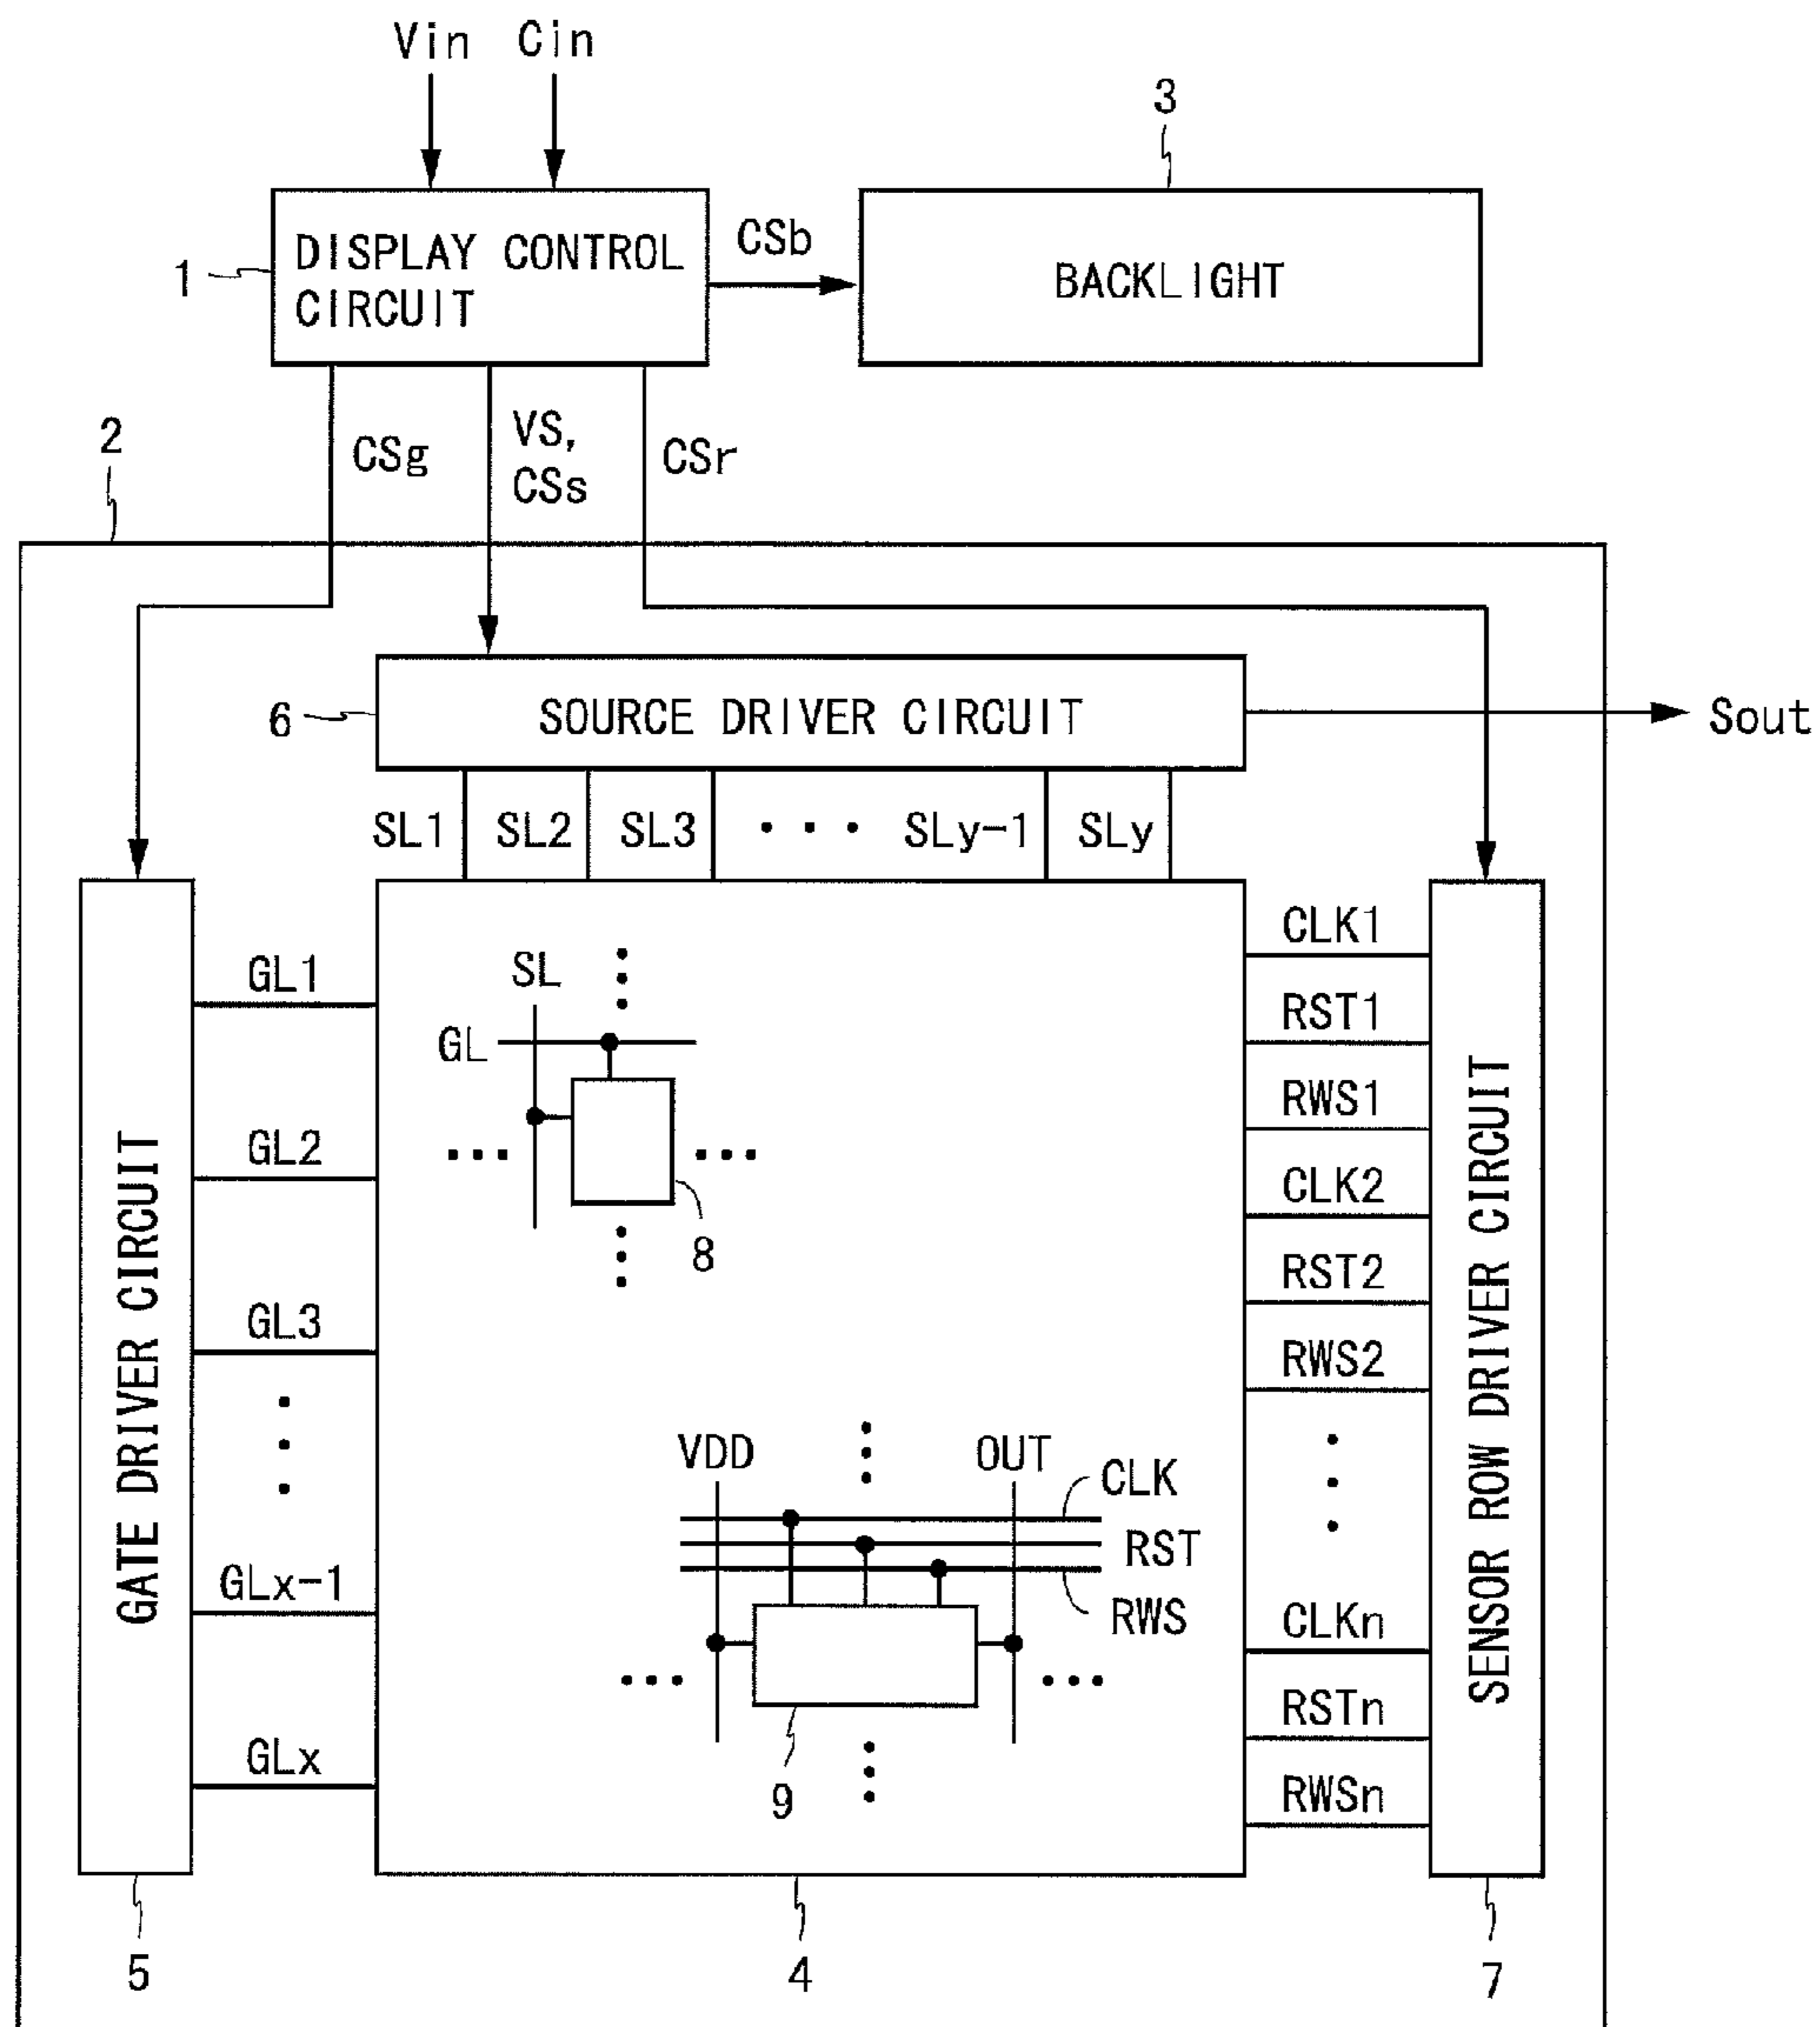 Vin Cin
3
DISPLAY CONTROL
CIRCUIT
1
CSb
BACKLIGHT
2
CSg
VS,
CSs
CSr
6
SOURCE DRIVER CIRCUIT
Sout
SL1 SL2 SL3 ··· SLy-1 SLy
GATE DRIVER CIRCUIT
GL1
GL2
GL3
GLx-1
GLx
SL
GL
8
VDD
OUT
CLK
RST
RWS
9
CLK1
RST1
RWS1
CLK2
RST2
RWS2
CLKn
RSTn
RWSn
SENSOR ROW DRIVER CIRCUIT
5
4
7